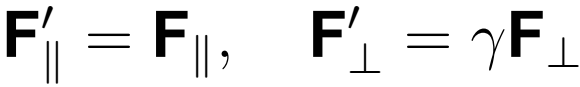 𝗙′∥ = 𝗙∥, 𝗙′⊥ = γ𝗙⊥